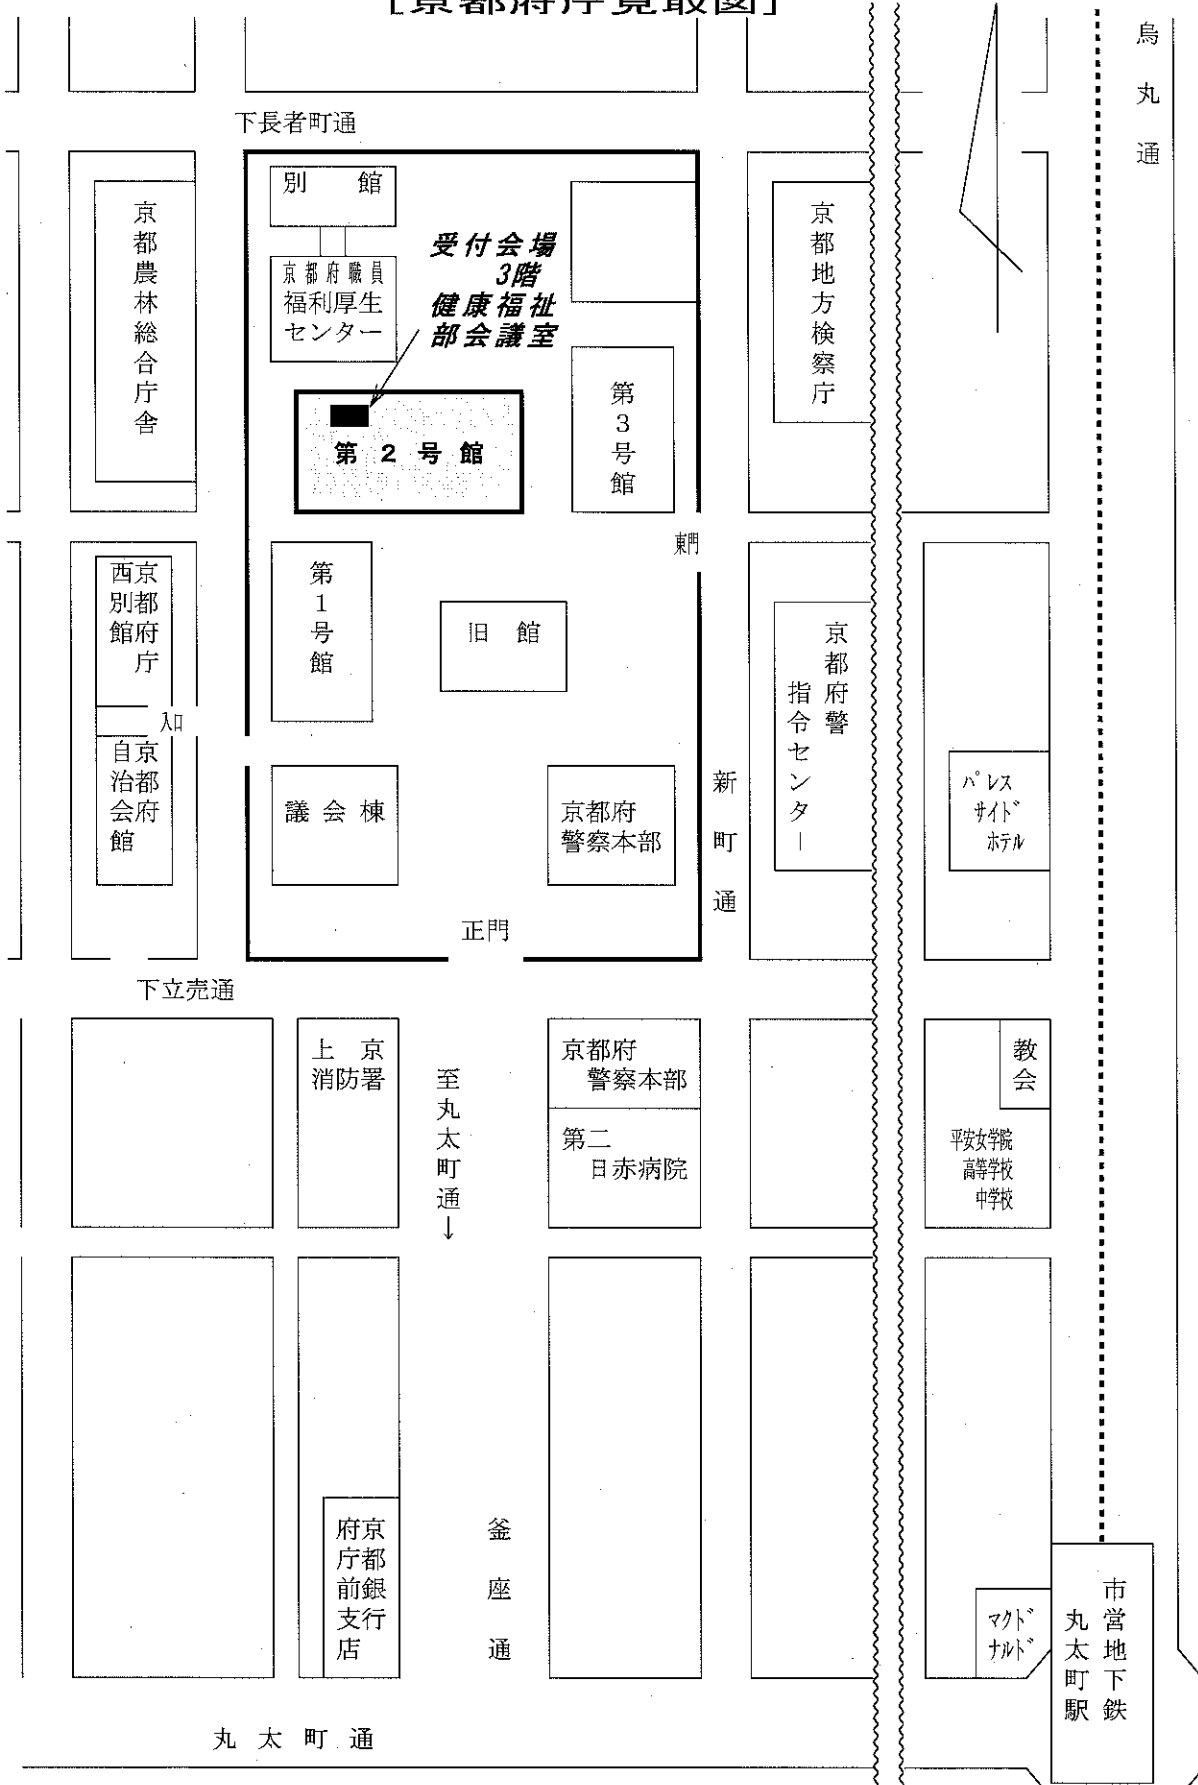 [京都府庁寛最図]
烏丸通
下長者町通
別館
京都府職員
福利厚生
センター
受付会場
3階
健康福祉
部会議室
京都農林総合庁舎
京都地方検察庁
第3号館
第2号館
東門
京都府庁
西別館
第1号館
旧館
京都府警
指令センター
入口
京都府
自治会館
議会棟
京都府
警察本部
新町通
パレス
サイド
ホテル
正門
下立売通
上京
消防署
至丸太町通↓
京都府
警察本部
第二
日赤病院
教会
平安女学院
高等学校
中学校
京都銀行
府庁前支店
釜座通
マクド
ナルド
市営地下鉄
丸太町駅
丸太町通